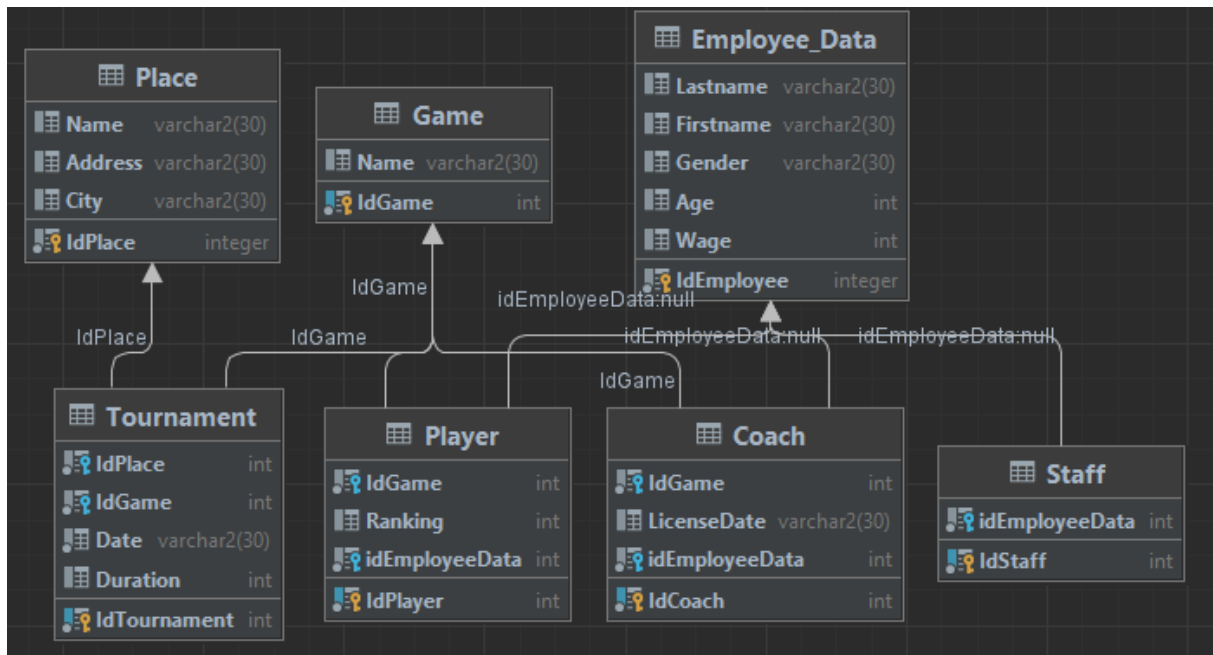 Place
Name varchar2(30)
Address varchar2(30)
City varchar2(30)
IdPlace integer
Game
Name varchar2(30)
IdGame int
Employee_Data
Lastname varchar2(30)
Firstname varchar2(30)
Gender varchar2(30)
Age int
Wage int
IdEmployee integer
IdGame
idEmployeeData:null
IdPlace
IdGame
idEmployeeData:null
idEmployeeData:null
IdGame
Tournament
IdPlace int
IdGame int
Date varchar2(30)
Duration int
IdTournament int
Player
IdGame int
Ranking int
idEmployeeData int
IdPlayer int
Coach
IdGame int
LicenseDate varchar2(30)
idEmployeeData int
IdCoach int
Staff
idEmployeeData int
IdStaff int